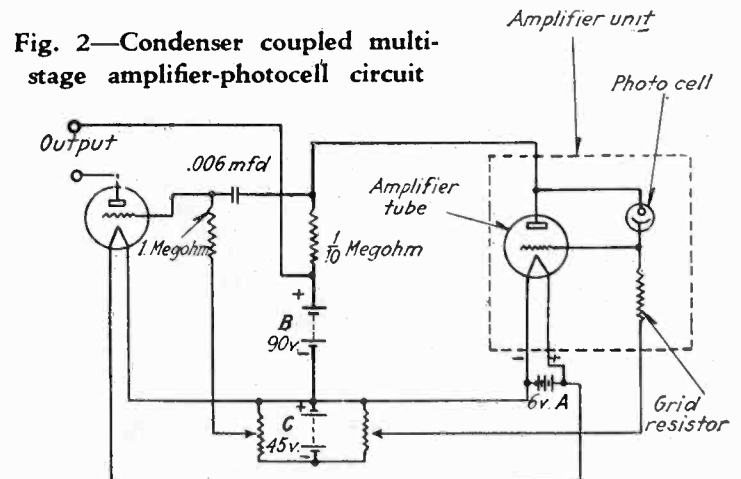 Fig. 2—Condenser coupled multi-
stage amplifier-photocell circuit
Amplifier unit
Photo cell
Output
.006 mfd
Amplifier
tube
1 Megohm
1/10 Megohm
+
B
90v.
-
- +
6v. A
+
C
45v.
-
Grid
resistor